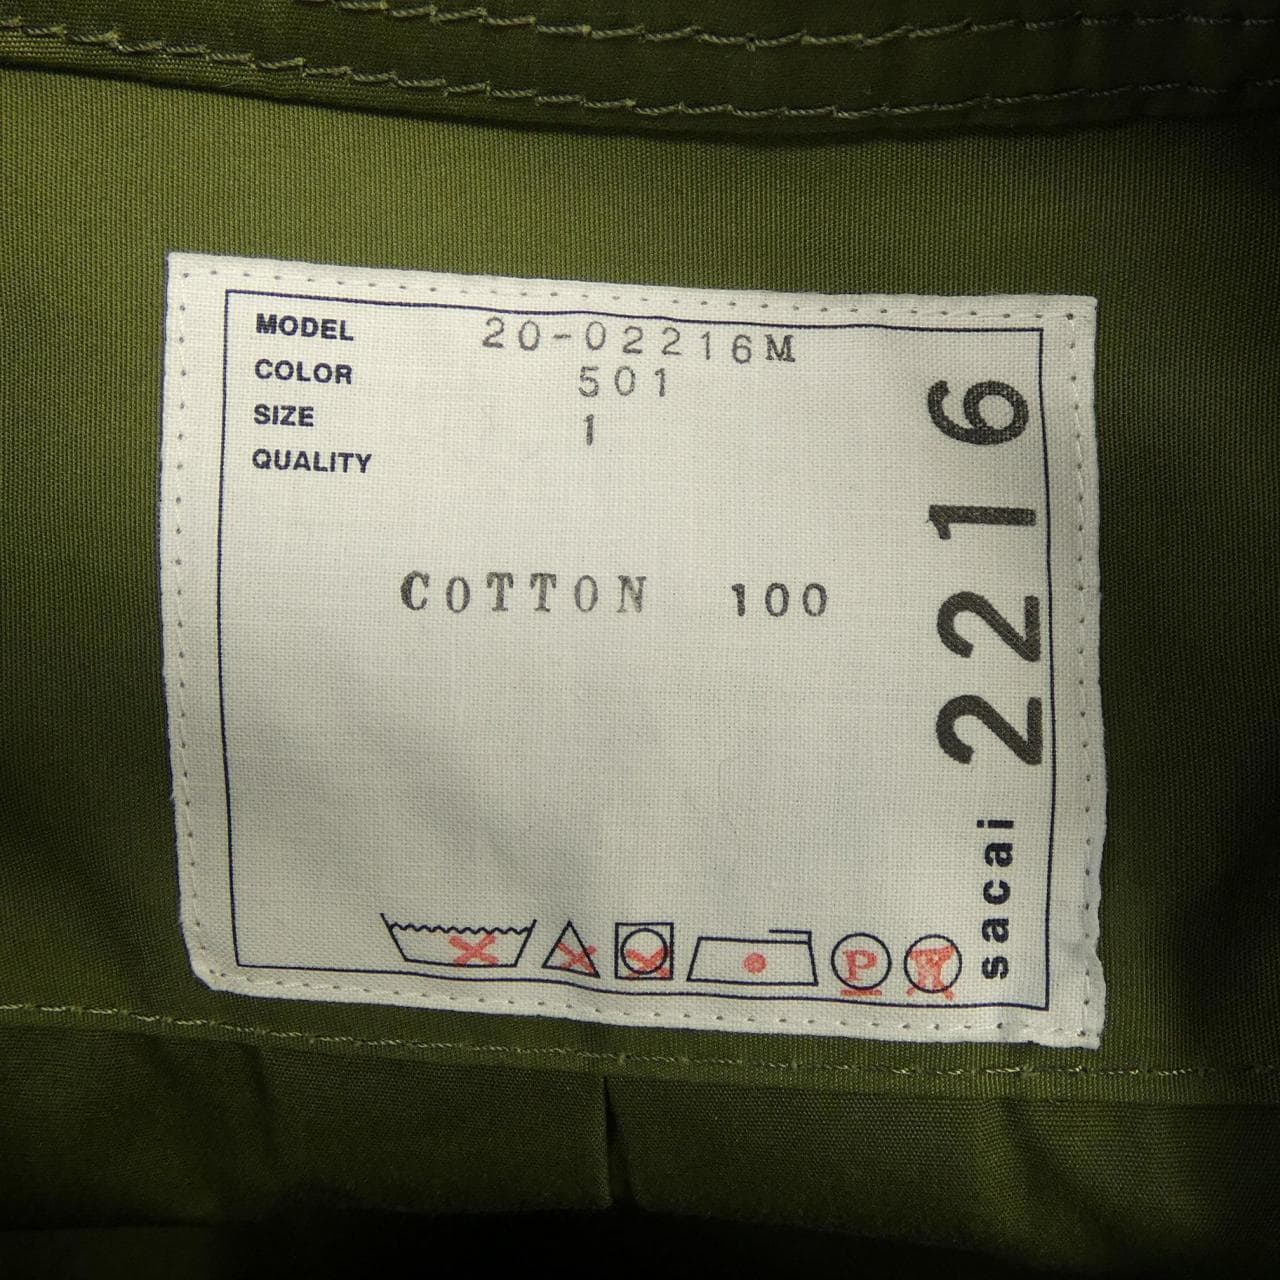 MODEL 20-02216M
COLOR 501
SIZE 1
QUALITY
COTTON 100
sacai 2216
P